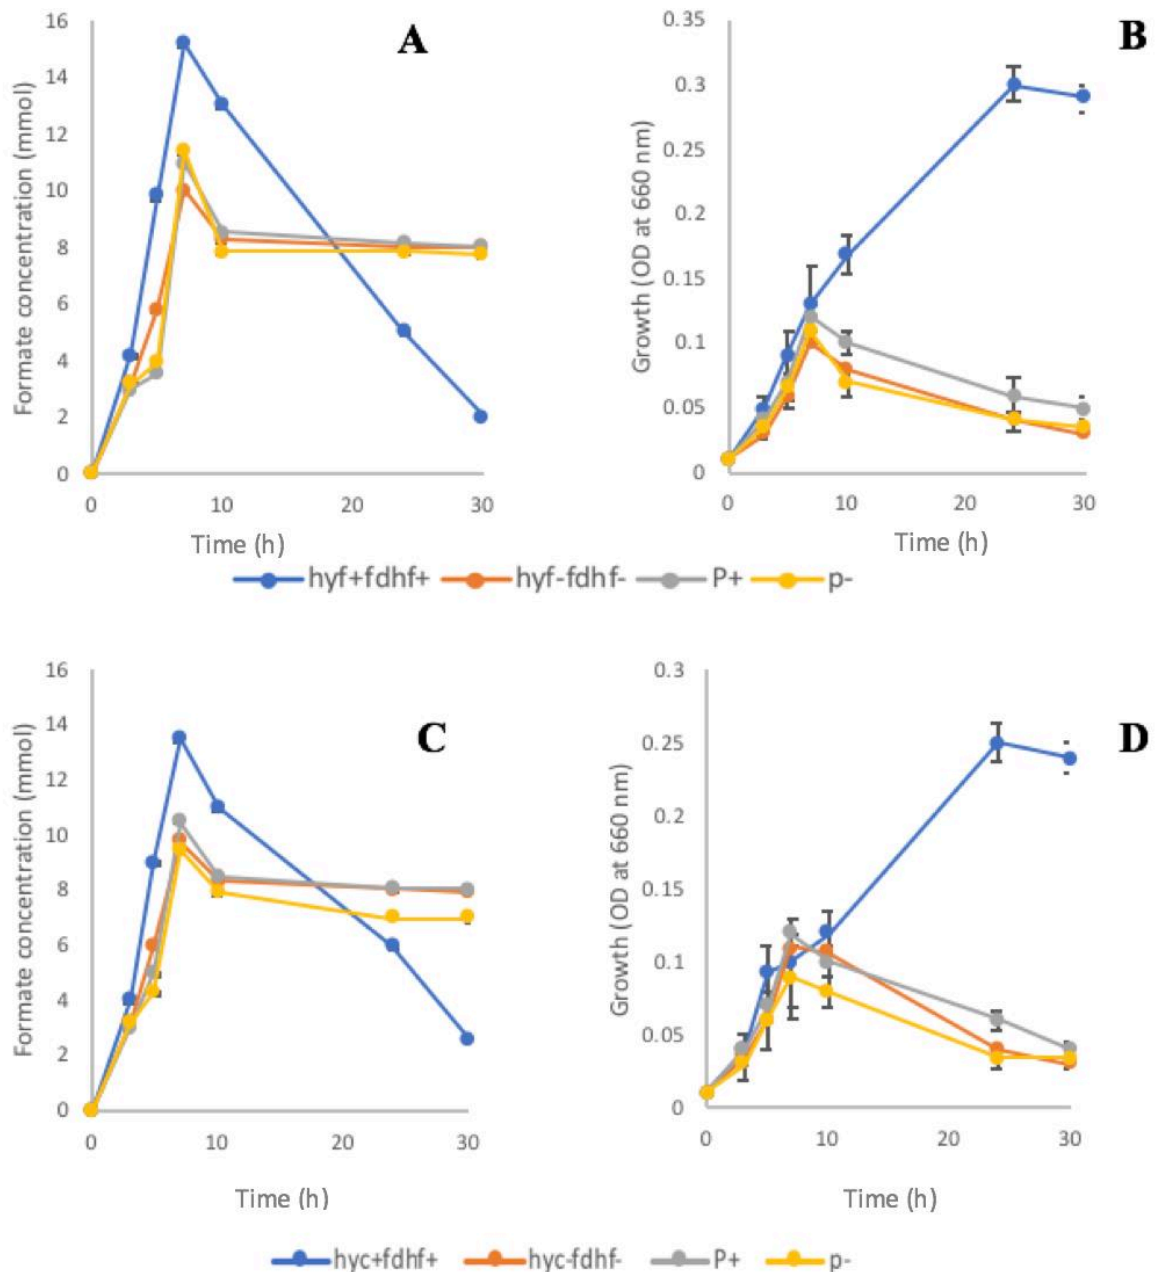 A
Formate concentration (mmol)
16
14
12
10
8
6
4
2
0
0 10 20 30
Time (h)
B
Growth (OD at 660 nm)
0.35
0.3
0.25
0.2
0.15
0.1
0.05
0
0 10 20 30
Time (h)
hyf+fdhf+ hyf-fdhf- P+ p-
C
Formate concentration (mmol)
16
14
12
10
8
6
4
2
0
0 10 20 30
Time (h)
D
Growth (OD at 660 nm)
0.3
0.25
0.2
0.15
0.1
0.05
0
0 10 20 30
Time (h)
hyc+fdhf+ hyc-fdhf- P+ p-